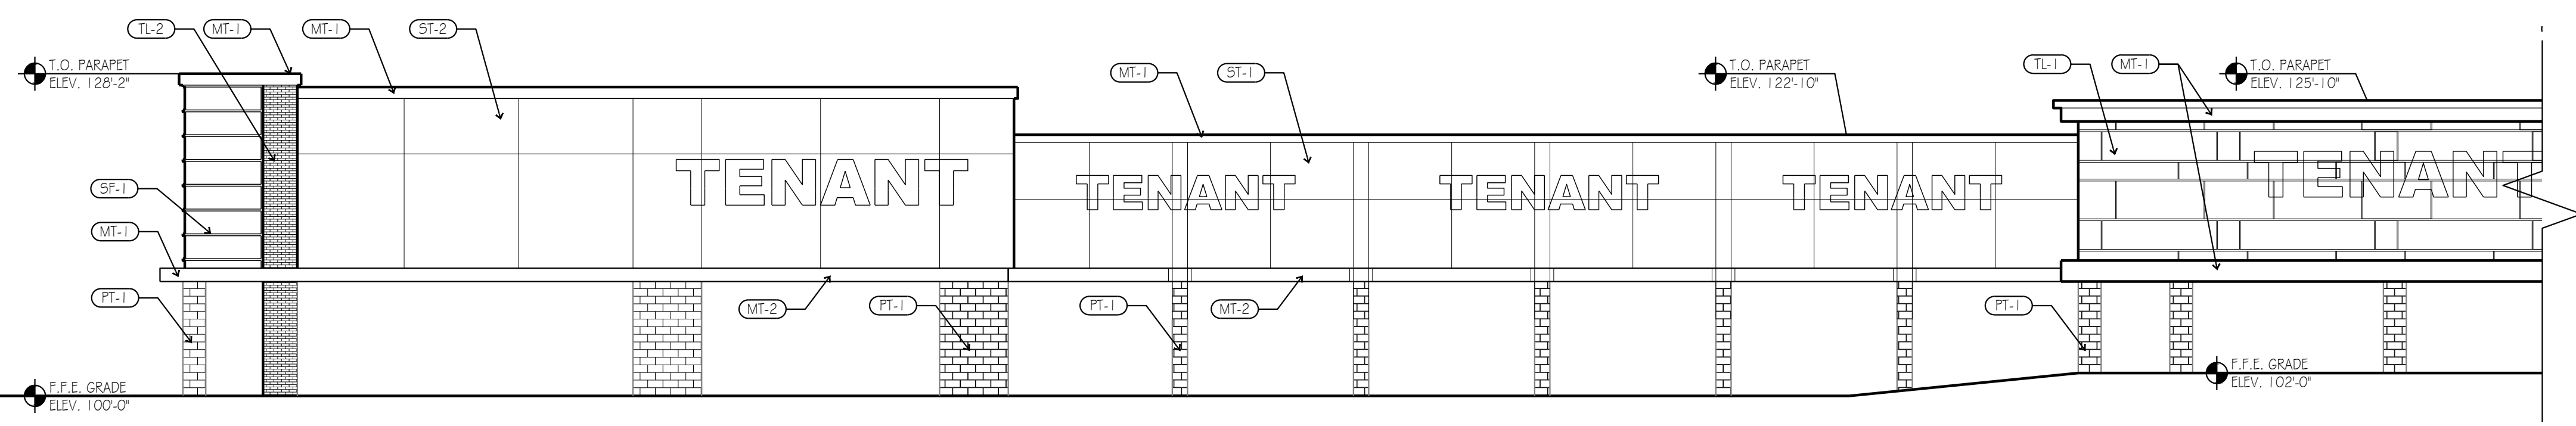 TL-2
MT-1
MT-1
ST-2
T.O. PARAPET
ELEV. 128'-2"
MT-1
ST-1
T.O. PARAPET
ELEV. 122'-10"
TL-1
MT-1
T.O. PARAPET
ELEV. 125'-10"
TENANT
TENANT
TENANT
TENANT
TENANT
SF-1
MT-1
PT-1
MT-2
PT-1
PT-1
MT-2
PT-1
F.F.E. GRADE
ELEV. 100'-0"
F.F.E. GRADE
ELEV. 102'-0"